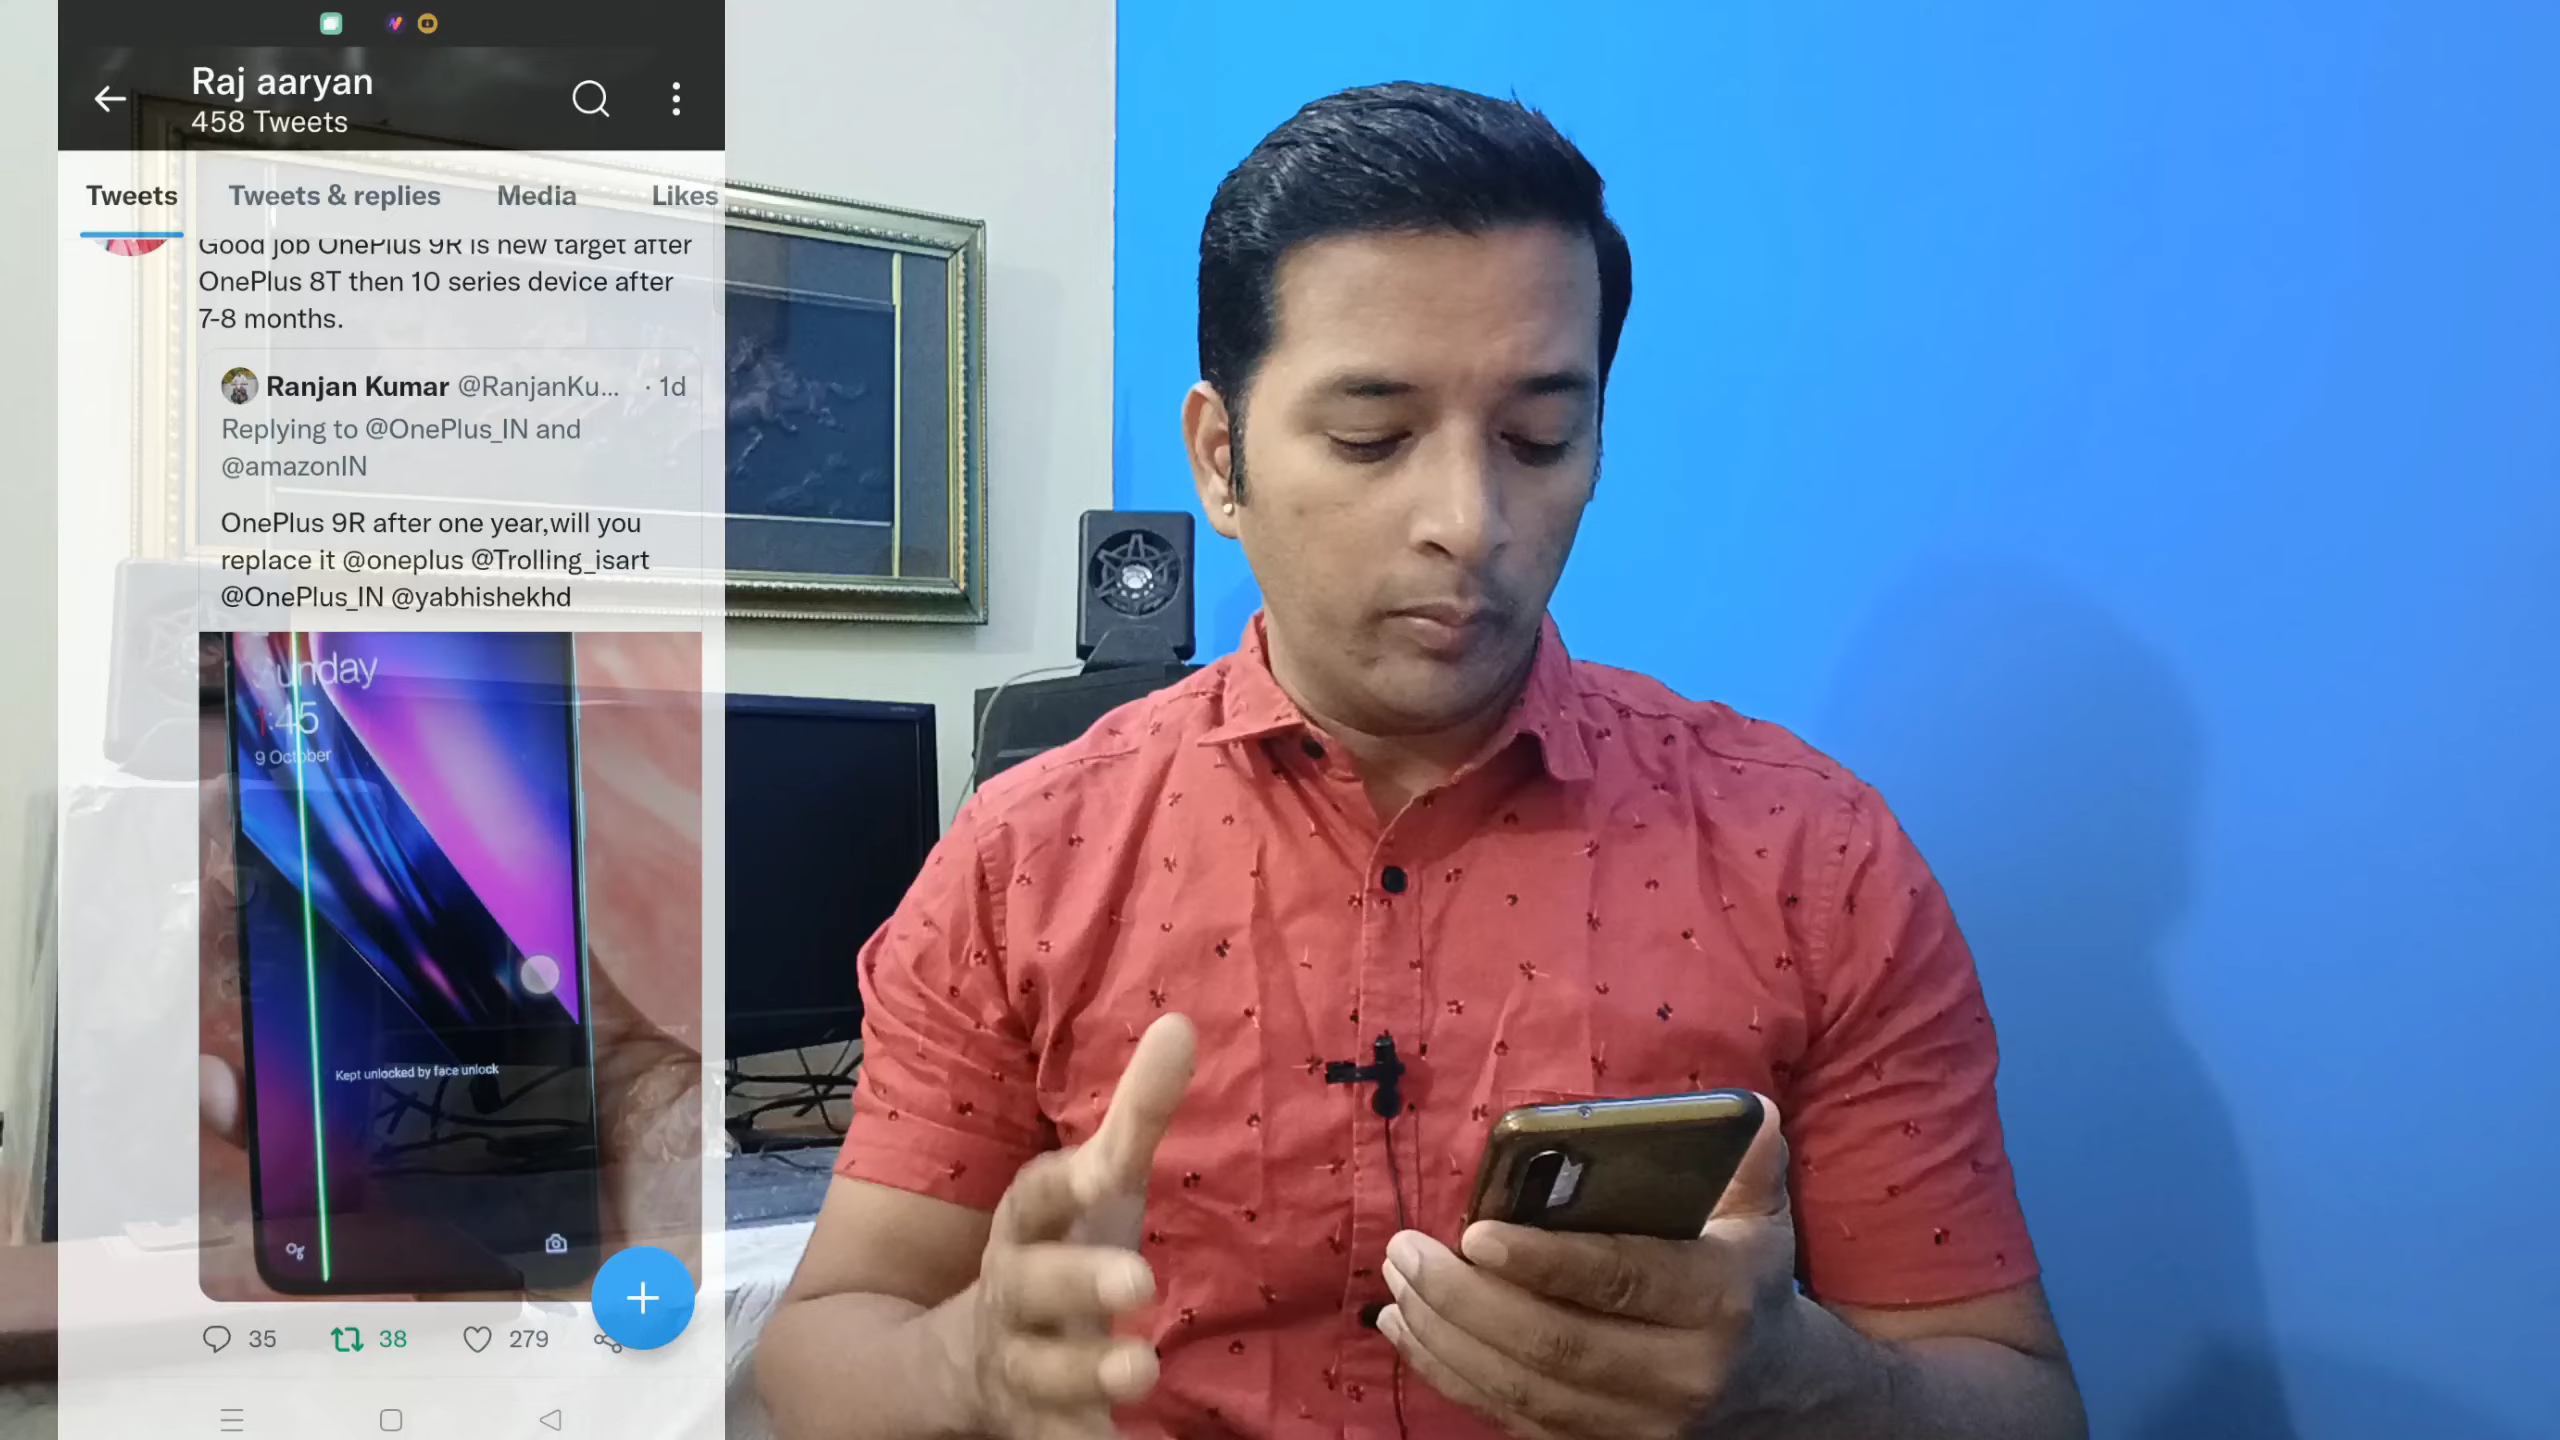 Raj aaryan
458 Tweets
Tweets
Tweets & replies
Media
Likes
Good job OnePlus 9R is new target after
OnePlus 8T then 10 series device after
7-8 months.
Ranjan Kumar @RanjanKu... · 1d
Replying to @OnePlus_IN and
@amazonIN
OnePlus 9R after one year,will you
replace it @oneplus @Trolling_isart
@OnePlus_IN @yabhishekhd
Sunday
1:45
9 October
Kept unlocked by face unlock
35
38
279